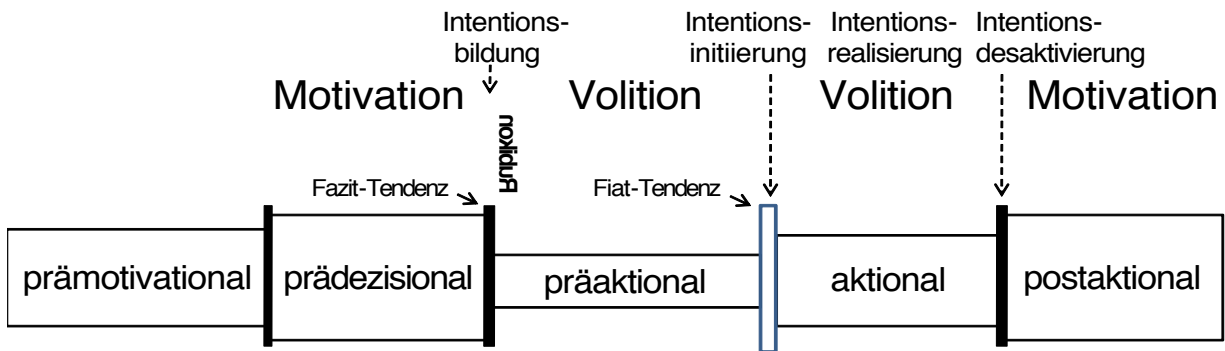 Intentions- Intentions- Intentions- Intentions-
bildung initiierung realisierung desaktivierung
Motivation Volition Volition Motivation
Rubikon
Fazit-Tendenz Fiat-Tendenz
prämotivational prädezisional präaktional aktional postaktional